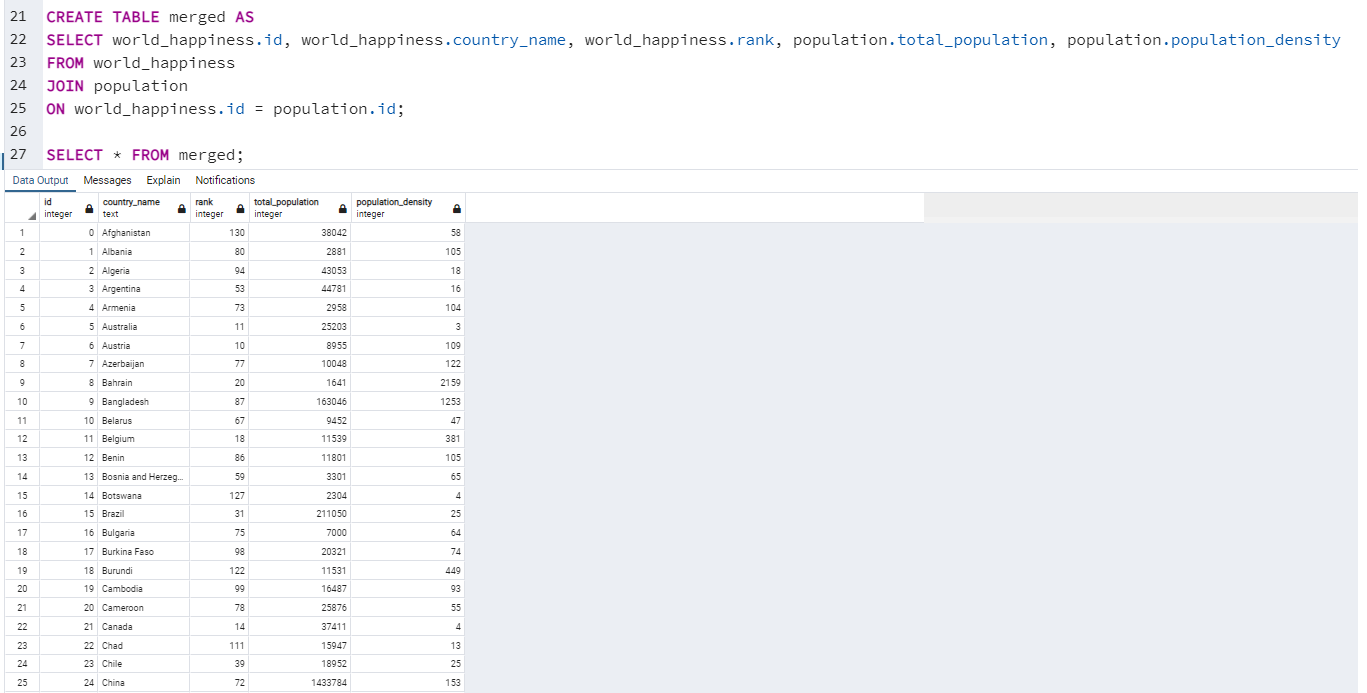 21 CREATE TABLE merged AS
22 SELECT world_happiness.id, world_happiness.country_name, world_happiness.rank, population.total_population, population.population_density
23 FROM world_happiness
24 JOIN population
25 ON world_happiness.id = population.id;
26
27 SELECT * FROM merged;
Data Output Messages Explain Notifications
id country_name rank total_population population_density
integer text integer integer integer
1 0 Afghanistan 130 38042 58
2 1 Albania 80 2881 105
3 2 Algeria 94 43053 18
4 3 Argentina 53 44781 16
5 4 Armenia 73 2958 104
6 5 Australia 11 25203 3
7 6 Austria 10 8955 109
8 7 Azerbaijan 77 10048 122
9 8 Bahrain 20 1641 2159
10 9 Bangladesh 87 163046 1253
11 10 Belarus 67 9452 47
12 11 Belgium 18 11539 381
13 12 Benin 86 11801 105
14 13 Bosnia and Herzeg... 59 3301 65
15 14 Botswana 127 2304 4
16 15 Brazil 31 211050 25
17 16 Bulgaria 75 7000 64
18 17 Burkina Faso 98 20321 74
19 18 Burundi 122 11531 449
20 19 Cambodia 99 16487 93
21 20 Cameroon 78 25876 55
22 21 Canada 14 37411 4
23 22 Chad 111 15947 13
24 23 Chile 39 18952 25
25 24 China 72 1433784 153